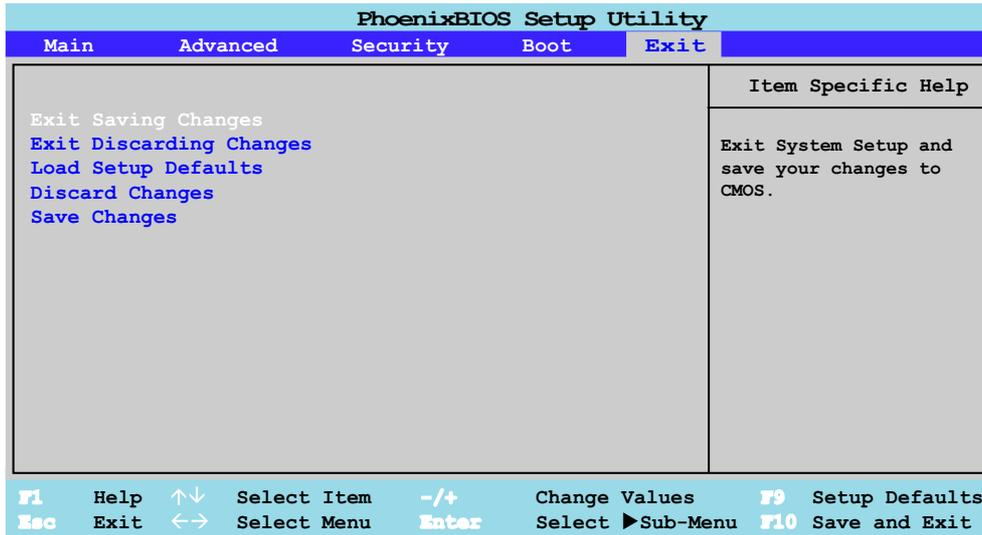 PhoenixBIOS Setup Utility
Main Advanced Security Boot Exit
Item Specific Help
Exit Saving Changes
Exit Discarding Changes
Load Setup Defaults
Discard Changes
Save Changes
Exit System Setup and
save your changes to
CMOS.
F1 Help ↑↓ Select Item -/+ Change Values F9 Setup Defaults
Esc Exit ←→ Select Menu Enter Select ▶Sub-Menu F10 Save and Exit